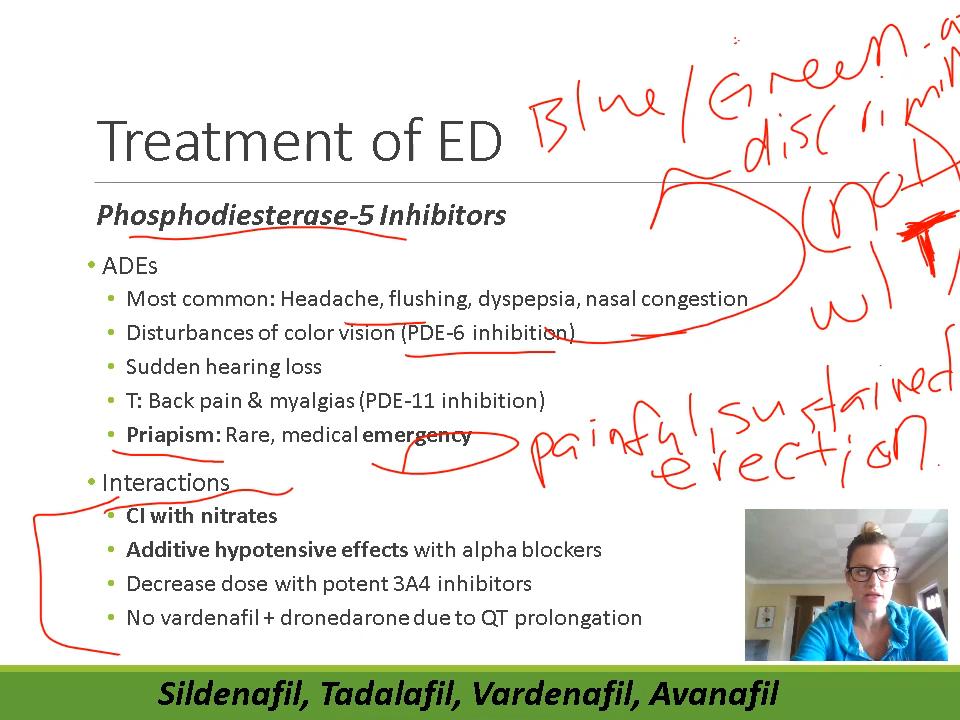 Blue/Green
discrimin
(not
w/ T
Treatment of ED
Phosphodiesterase-5 Inhibitors
• ADEs
• Most common: Headache, flushing, dyspepsia, nasal congestion
• Disturbances of color vision (PDE-6 inhibition)
• Sudden hearing loss
• T: Back pain & myalgias (PDE-11 inhibition)
• Priapism: Rare, medical emergency
painful, sustained
erection
• Interactions
• CI with nitrates
• Additive hypotensive effects with alpha blockers
• Decrease dose with potent 3A4 inhibitors
• No vardenafil + dronedarone due to QT prolongation
Sildenafil, Tadalafil, Vardenafil, Avanafil